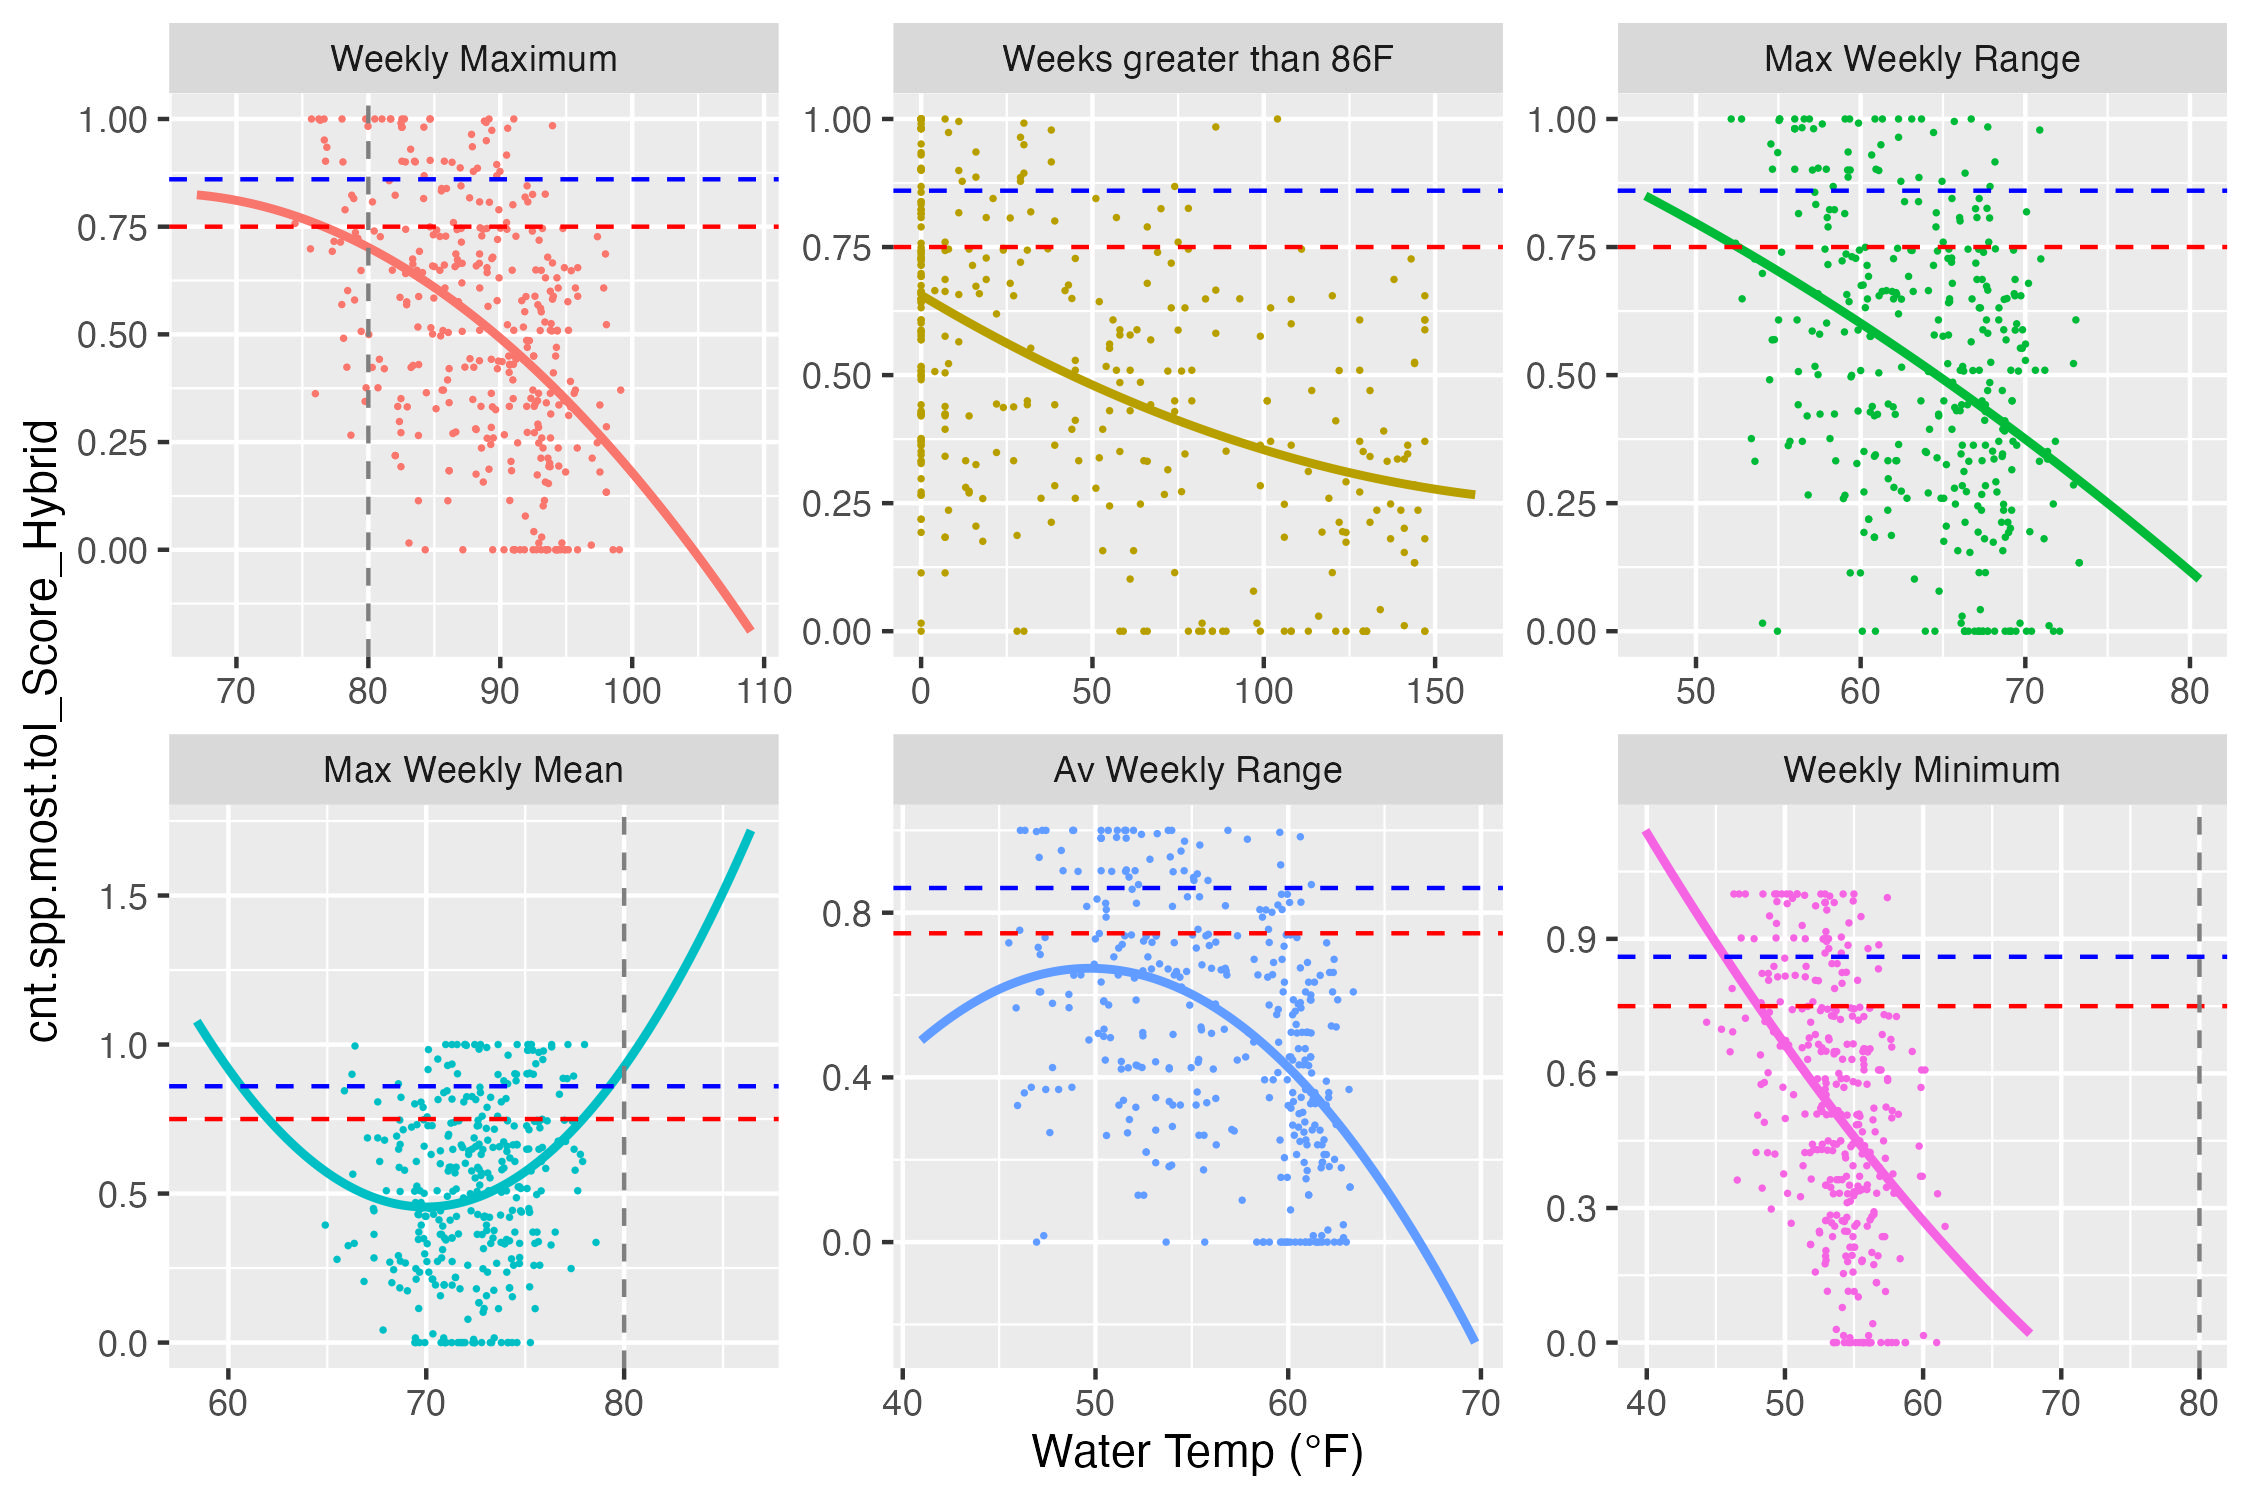 Weekly Maximum
Weeks greater than 86F
Max Weekly Range
1.00
0.75
0.50
0.25
0.00
70 80 90 100 110
1.00
0.75
0.50
0.25
0.00
0 50 100 150
1.00
0.75
0.50
0.25
0.00
50 60 70 80
cnt.spp.most.tol_Score_Hybrid
Max Weekly Mean
Av Weekly Range
Weekly Minimum
1.5
1.0
0.5
0.0
60 70 80
0.8
0.4
0.0
40 50 60 70
0.9
0.6
0.3
0.0
40 50 60 70 80
Water Temp (°F)